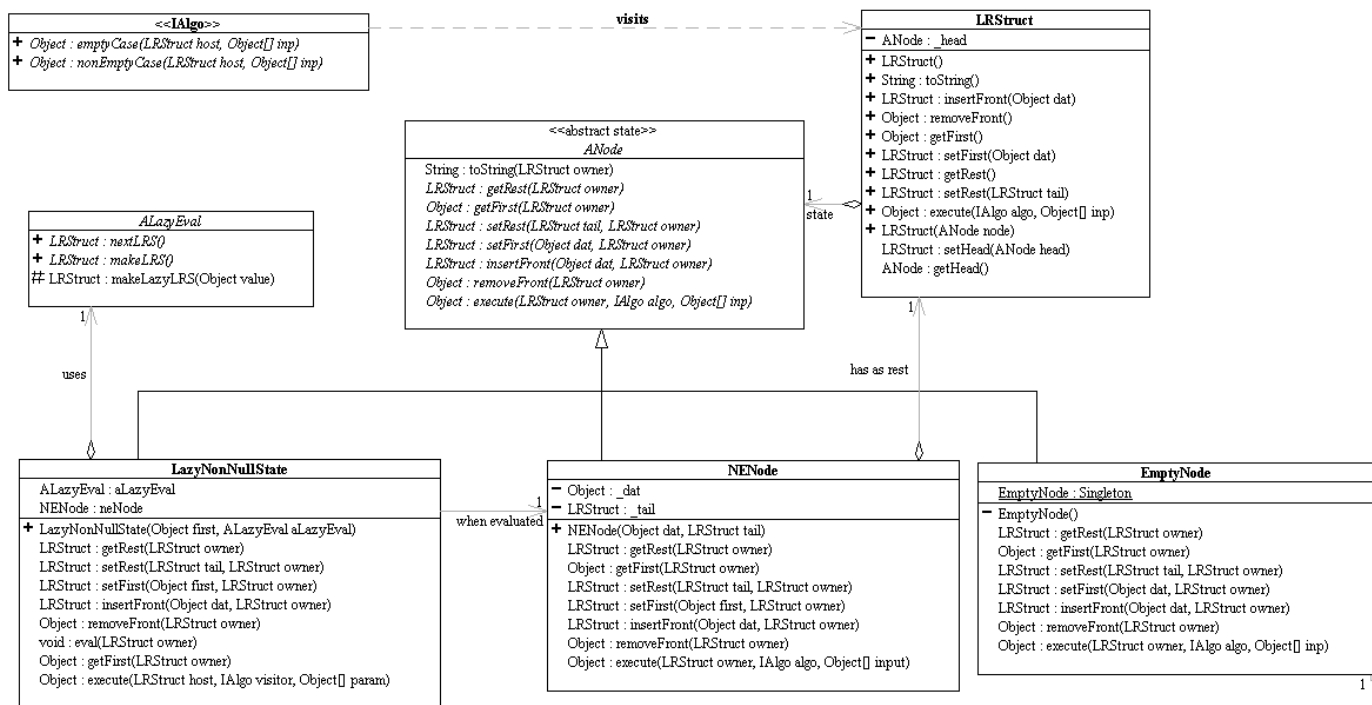 <<IAlgo>>
+ Object : emptyCase(LRStruct host, Object[] inp)
+ Object : nonEmptyCase(LRStruct host, Object[] inp)
visits
LRStruct
- ANode : _head
+ LRStruct()
+ String : toString()
+ LRStruct : insertFront(Object dat)
+ Object : removeFront()
+ Object : getFirst()
+ LRStruct : setFirst(Object dat)
+ LRStruct : getRest()
+ LRStruct : setRest(LRStruct tail)
+ Object : execute(IAlgo algo, Object[] inp)
+ LRStruct(ANode node)
LRStruct : setHead(ANode head)
ANode : getHead()
<<abstract state>>
ANode
String : toString(LRStruct owner)
LRStruct : getRest(LRStruct owner)
Object : getFirst(LRStruct owner)
LRStruct : setRest(LRStruct tail, LRStruct owner)
LRStruct : setFirst(Object dat, LRStruct owner)
LRStruct : insertFront(Object dat, LRStruct owner)
Object : removeFront(LRStruct owner)
Object : execute(LRStruct owner, IAlgo algo, Object[] inp)
1
state
ALazyEval
+ LRStruct : nextLRS()
+ LRStruct : makeLRS()
# LRStruct : makeLazyLRS(Object value)
1
1
uses
has as rest
LazyNonNullState
ALazyEval : aLazyEval
NENode : neNode
+ LazyNonNullState(Object first, ALazyEval aLazyEval)
LRStruct : getRest(LRStruct owner)
LRStruct : setRest(LRStruct tail, LRStruct owner)
LRStruct : setFirst(Object first, LRStruct owner)
LRStruct : insertFront(Object dat, LRStruct owner)
Object : removeFront(LRStruct owner)
void : eval(LRStruct owner)
Object : getFirst(LRStruct owner)
Object : execute(LRStruct host, IAlgo visitor, Object[] param)
1
when evaluated
NENode
- Object : _dat
- LRStruct : _tail
+ NENode(Object dat, LRStruct tail)
LRStruct : getRest(LRStruct owner)
Object : getFirst(LRStruct owner)
LRStruct : setRest(LRStruct tail, LRStruct owner)
LRStruct : setFirst(Object first, LRStruct owner)
LRStruct : insertFront(Object dat, LRStruct owner)
Object : removeFront(LRStruct owner)
Object : execute(LRStruct owner, IAlgo algo, Object[] input)
EmptyNode
EmptyNode : Singleton
- EmptyNode()
LRStruct : getRest(LRStruct owner)
Object : getFirst(LRStruct owner)
LRStruct : setRest(LRStruct tail, LRStruct owner)
LRStruct : setFirst(Object dat, LRStruct owner)
LRStruct : insertFront(Object dat, LRStruct owner)
Object : removeFront(LRStruct owner)
Object : execute(LRStruct owner, IAlgo algo, Object[] inp)
1